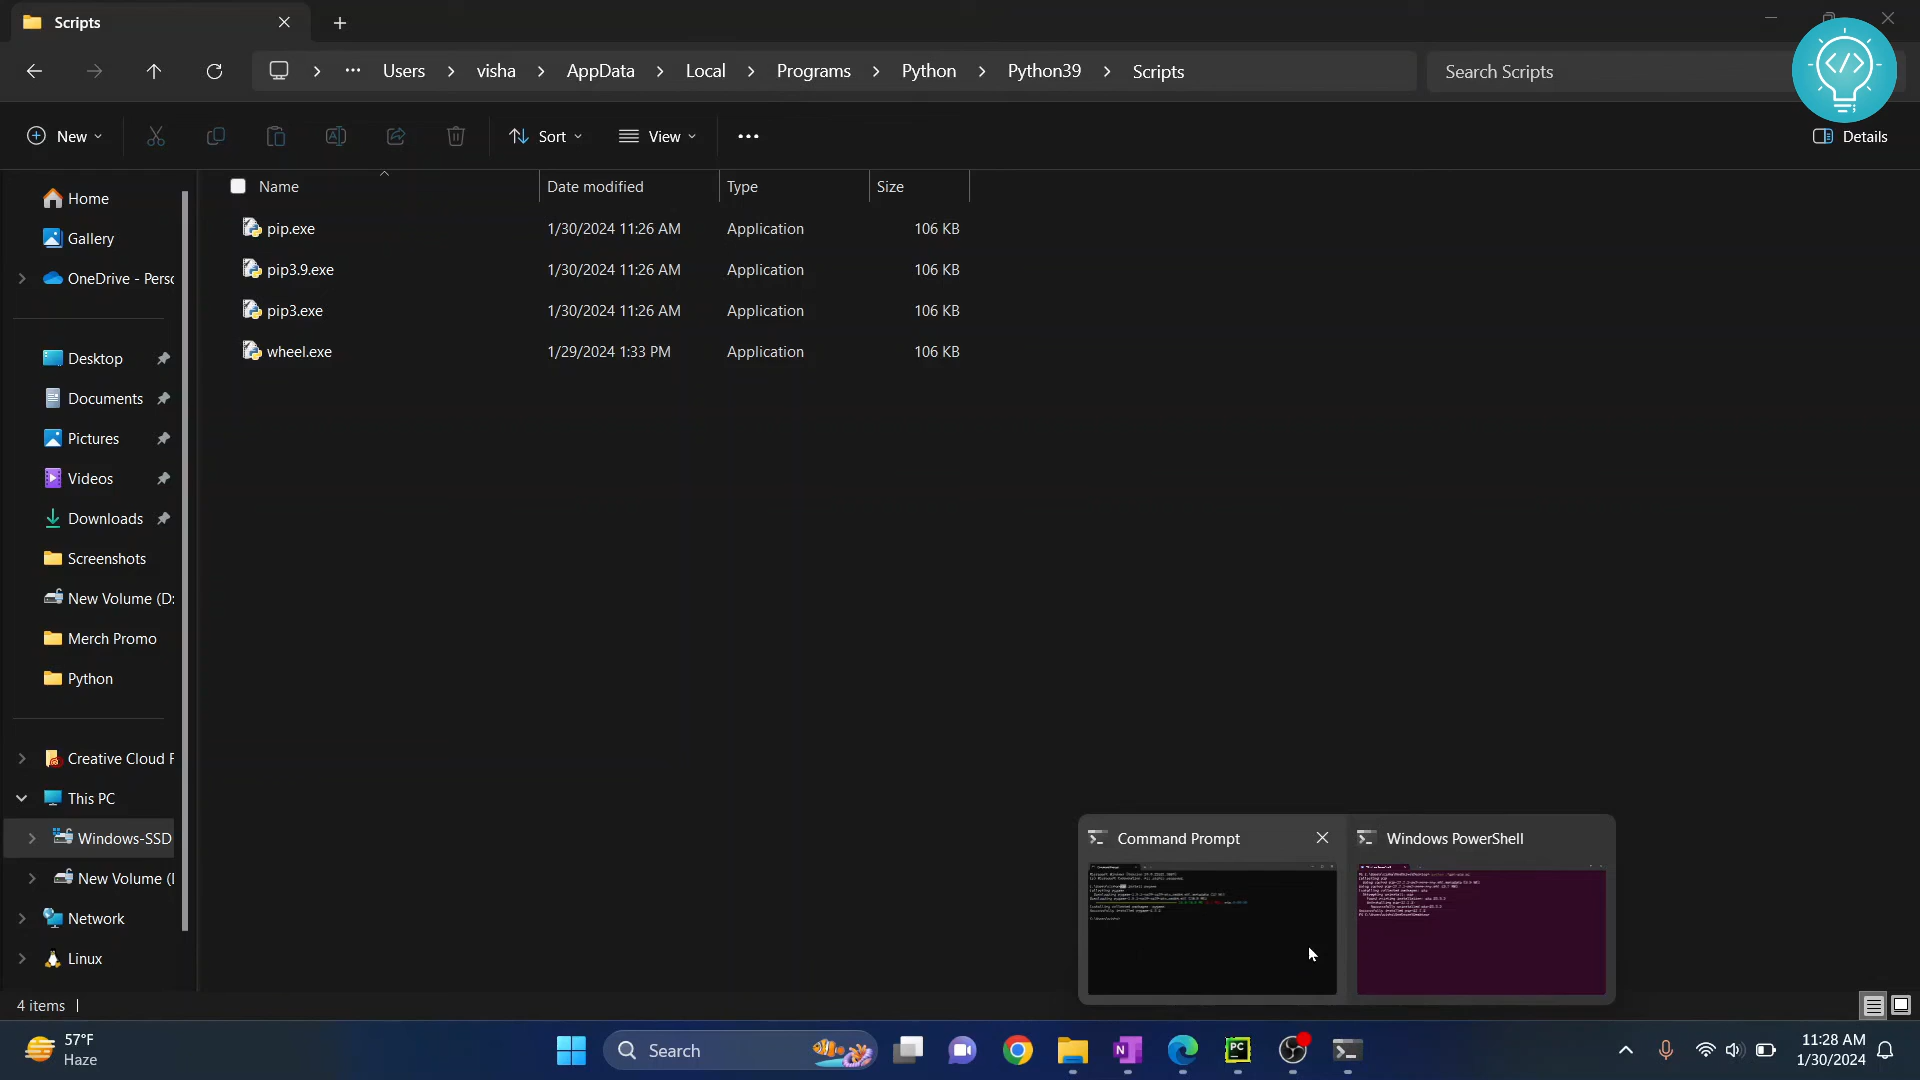 Scripts
Users
visha
AppData
Local
Programs
Python
Python39
Scripts
Search Scripts
New
Sort
View
Details
Name
Date modified
Type
Size
pip.exe
1/30/2024 11:26 AM
Application
106 KB
pip3.9.exe
1/30/2024 11:26 AM
Application
106 KB
pip3.exe
1/30/2024 11:26 AM
Application
106 KB
wheel.exe
1/29/2024 1:33 PM
Application
106 KB
Home
Gallery
OneDrive - Perso
Desktop
Documents
Pictures
Videos
Downloads
Screenshots
New Volume (D:
Merch Promo
Python
Creative Cloud F
This PC
Windows-SSD
New Volume (
Network
Linux
Command Prompt
Windows PowerShell
4 items
57°F
Haze
Search
PC
N
11:28 AM
1/30/2024